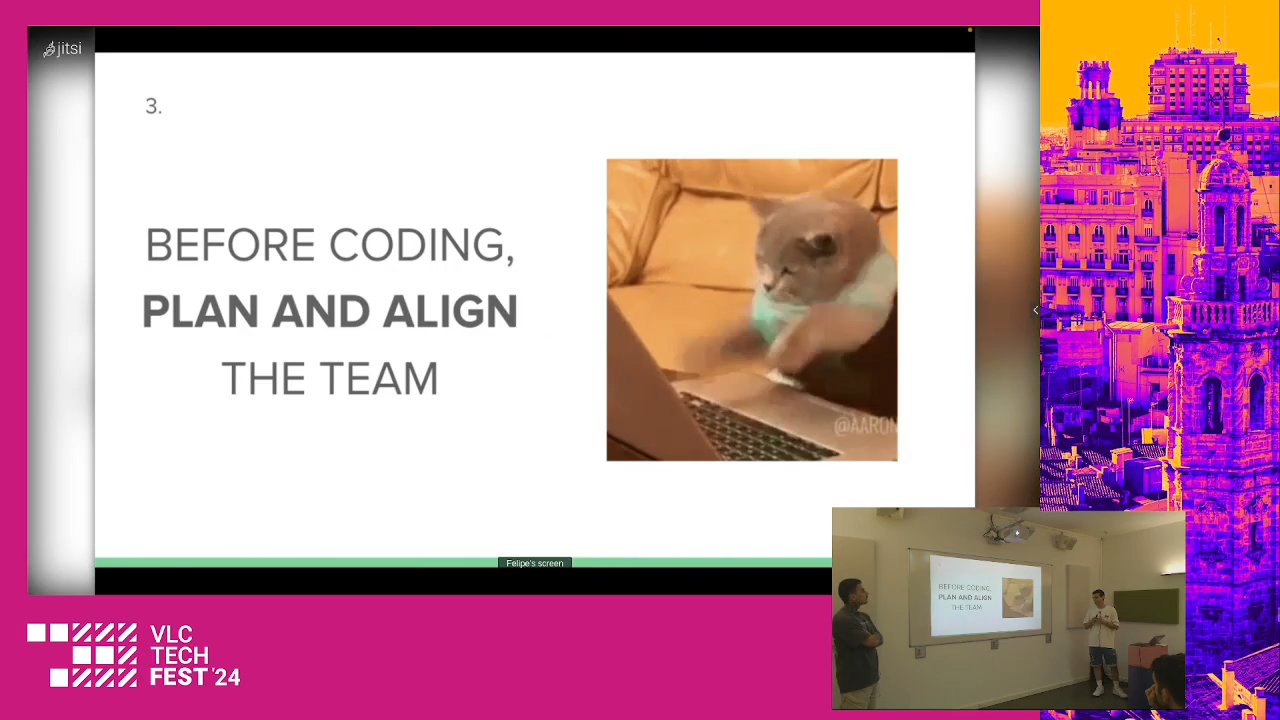 jitsi
3.
BEFORE CODING,
PLAN AND ALIGN
THE TEAM
@AARON
Felipe's screen
BEFORE CODING,
PLAN AND ALIGN
THE TEAM
VLC
TECH
FEST '24